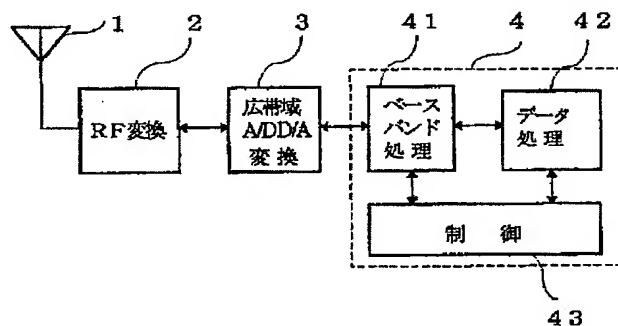 1
2
3
41
4
42
RF変換
広帯域
A/DD/A
変換
ベース
バンド
処理
データ
処理
制 御
43